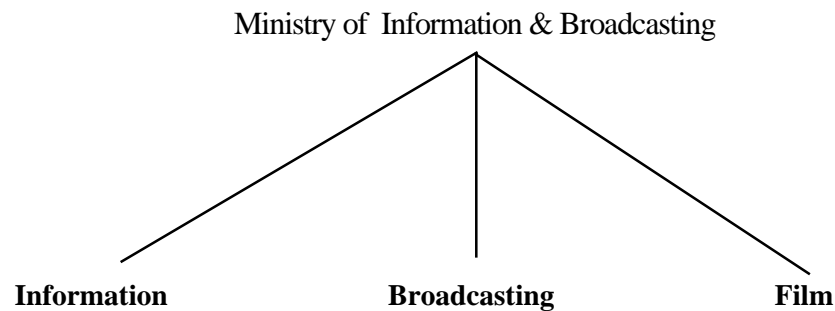 Ministry of Information & Broadcasting
Information Broadcasting Film